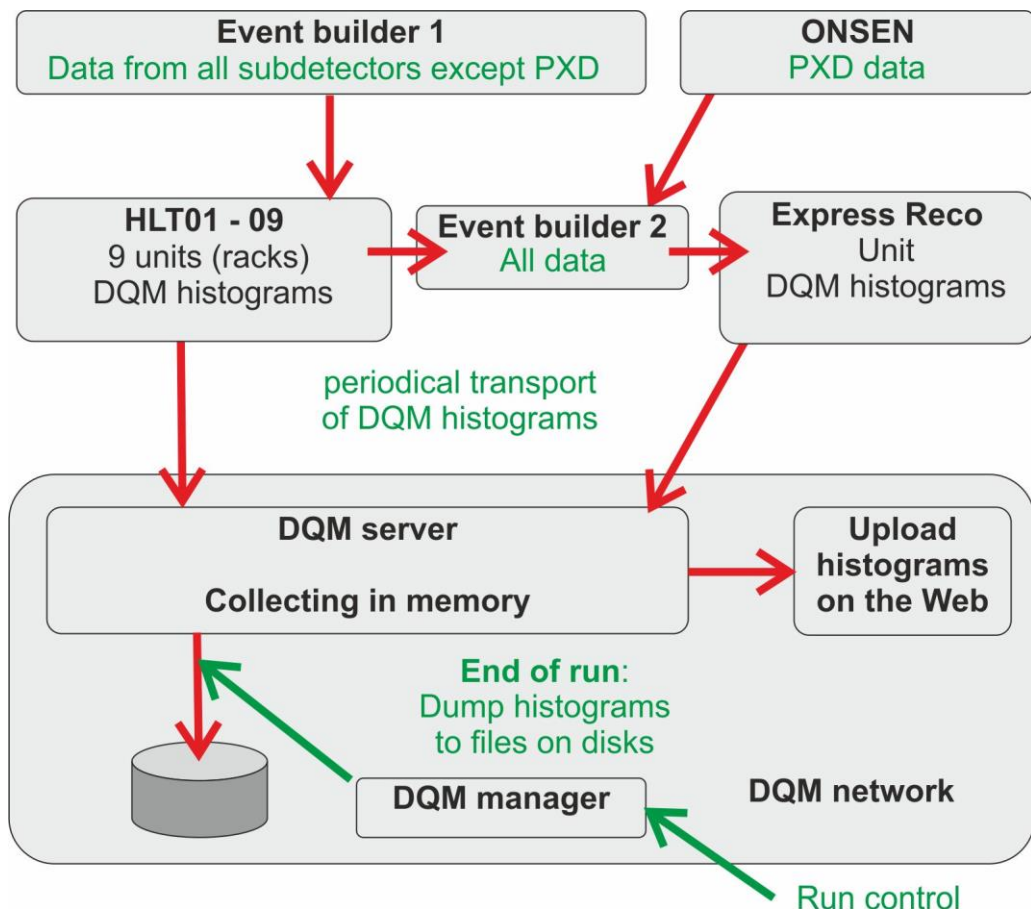 Event builder 1
Data from all subdetectors except PXD
ONSEN
PXD data
HLT01 - 09
9 units (racks)
DQM histograms
Event builder 2
All data
Express Reco
Unit
DQM histograms
periodical transport
of DQM histograms
DQM server
Collecting in memory
Upload
histograms
on the Web
End of run:
Dump histograms
to files on disks
DQM manager
DQM network
Run control